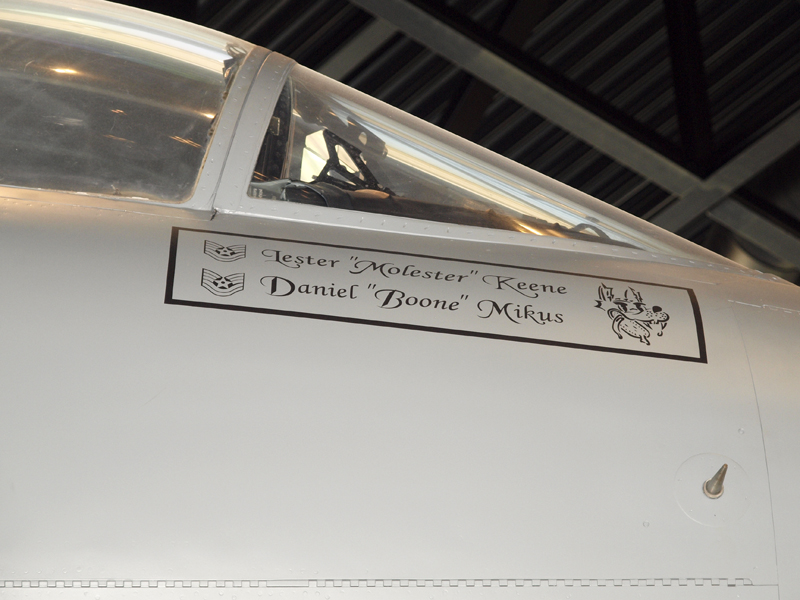 Lester "Molester" Keene
Daniel "Boone" Mikus